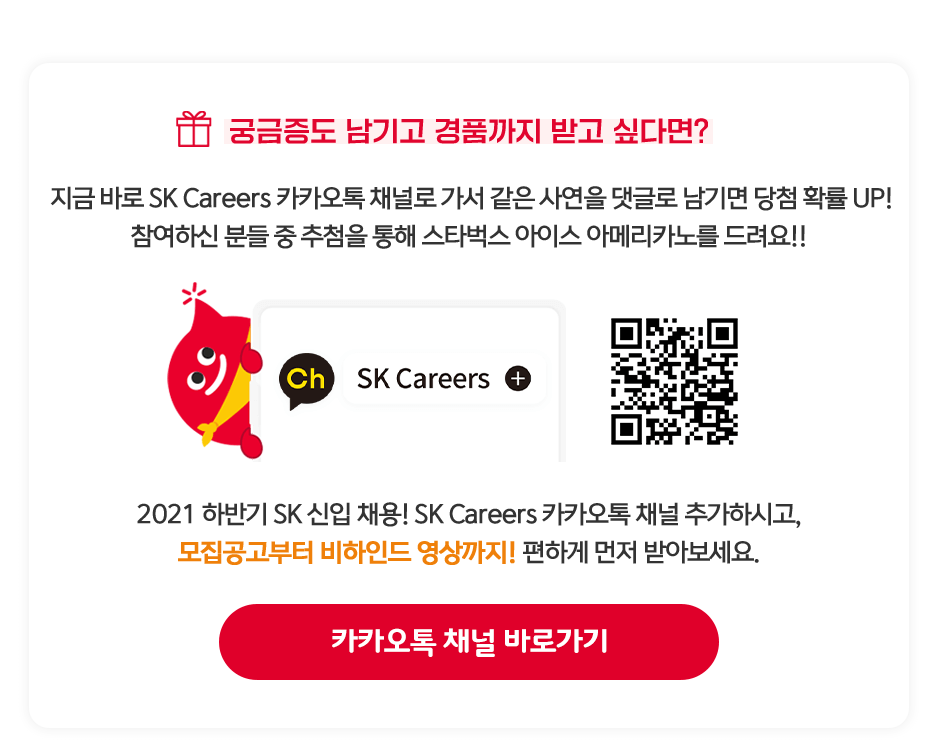 궁금증도 남기고 경품까지 받고 싶다면?
지금 바로 SK Careers 카카오톡 채널로 가서 같은 사연을 댓글로 남기면 당첨 확률 UP!
참여하신 분들 중 추첨을 통해 스타벅스 아이스 아메리카노를 드려요!!
Ch SK Careers +
2021 하반기 SK 신입 채용! SK Careers 카카오톡 채널 추가하시고,
모집공고부터 비하인드 영상까지! 편하게 먼저 받아보세요.
카카오톡 채널 바로가기